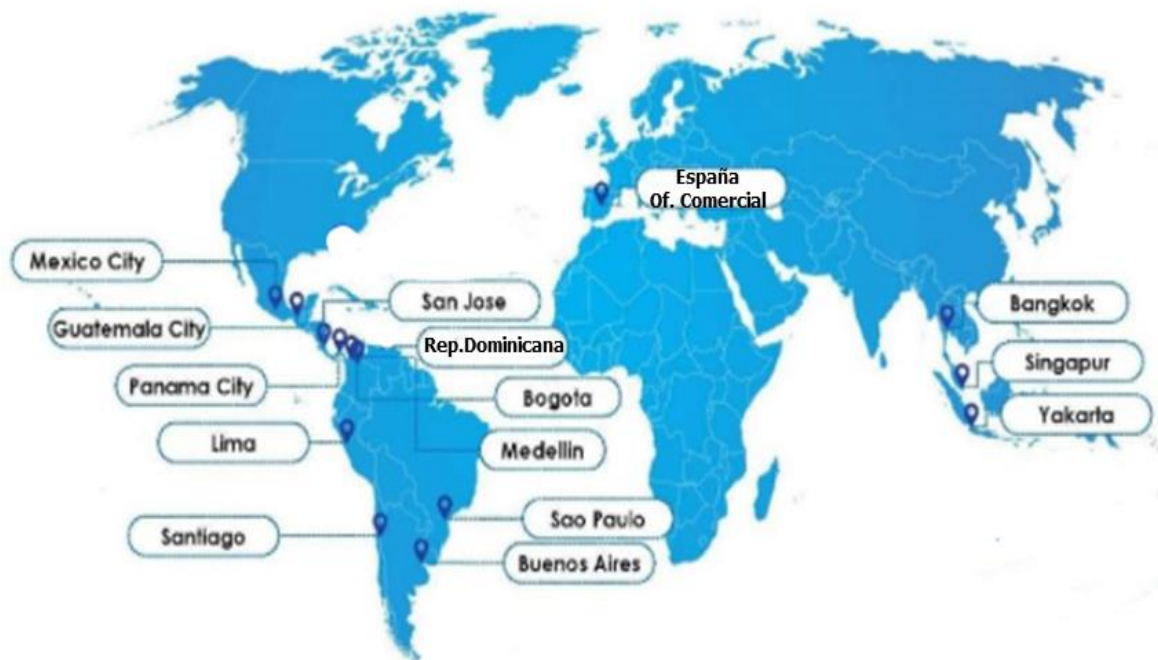 España
Of. Comercial
Mexico City
San Jose
Bangkok
Guatemala City
Rep.Dominicana
Singapur
Panama City
Bogota
Yakarta
Lima
Medellin
Sao Paulo
Santiago
Buenos Aires